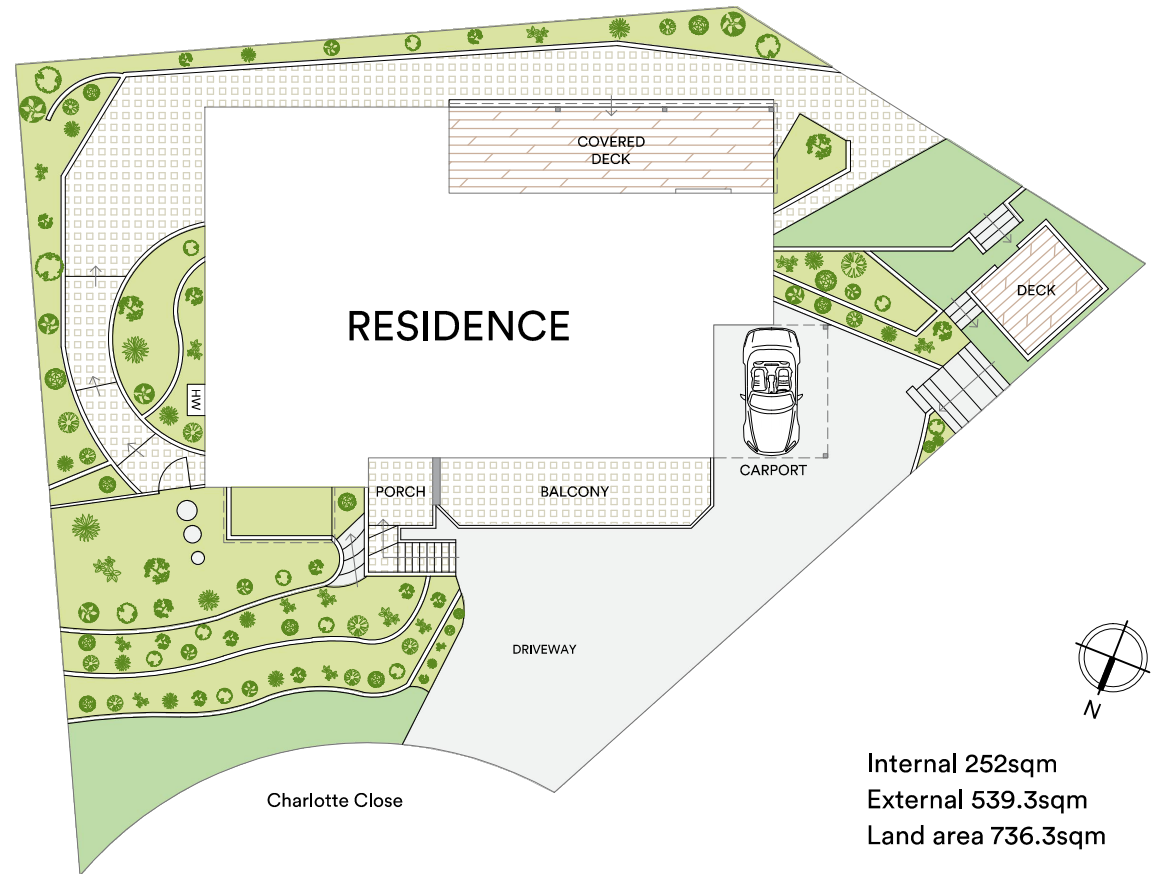 COVERED
DECK
DECK
RESIDENCE
HW
CARPORT
PORCH
BALCONY
DRIVEWAY
N
Internal 252sqm
External 539.3sqm
Land area 736.3sqm
Charlotte Close